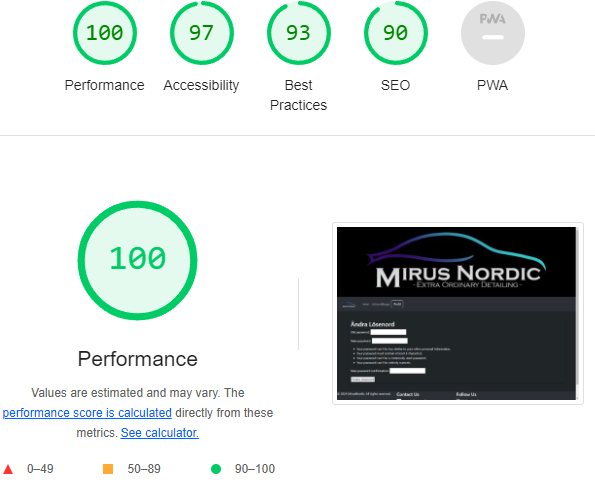 100
97
93
90
PWA
Performance
Accessibility
Best
Practices
SEO
PWA
100
Performance
Values are estimated and may vary. The
performance score is calculated directly from these
metrics. See calculator.
0–49
50–89
90–100
MIRUS NORDIC
- EXTRA ORDINARY DETAILING -
Ändra Lösenord
Contact Us
Follow Us